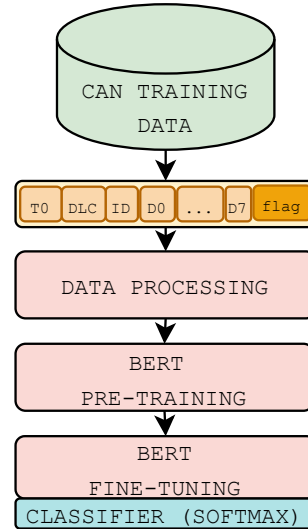 CAN TRAINING
DATA
T0 DLC ID D0 ... D7 flag
DATA PROCESSING
BERT
PRE-TRAINING
BERT
FINE-TUNING
CLASSIFIER (SOFTMAX)